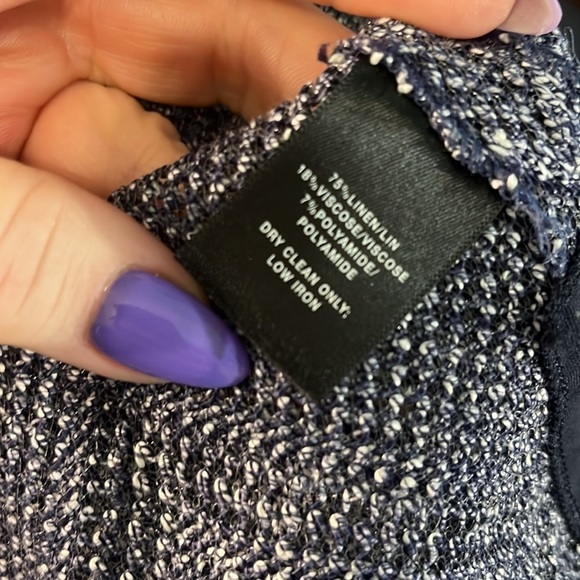 75%LINEN/LIN
18%VISCOSE/VISCOSE
7%POLYAMIDE/
POLYAMIDE
DRY CLEAN ONLY:
LOW IRON